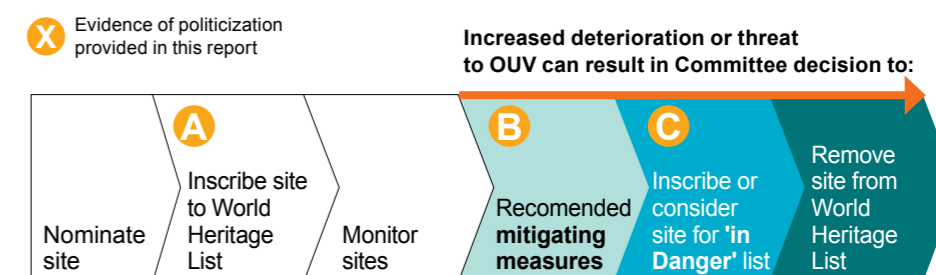 X Evidence of politicization
provided in this report
Increased deterioration or threat
to OUV can result in Committee decision to:
Nominate
site
A
Inscribe site
to World
Heritage
List
Monitor
sites
B
Recomended
mitigating
measures
C
Inscribe or
consider
site for 'in
Danger' list
Remove
site from
World
Heritage
List